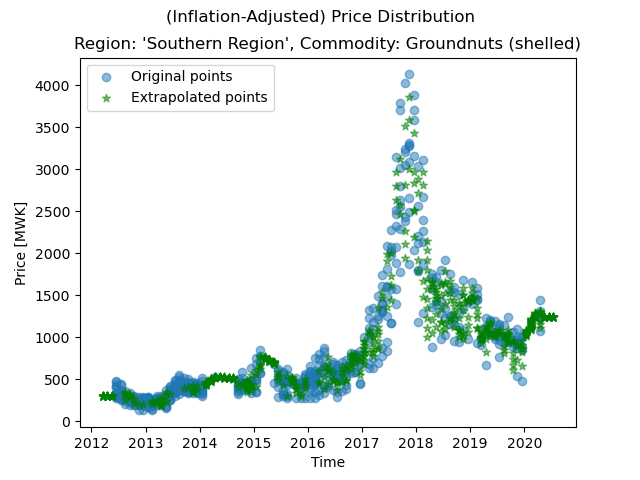 (Inflation-Adjusted) Price Distribution
Region: 'Southern Region', Commodity: Groundnuts (shelled)
Original points
Extrapolated points
4000
3500
3000
2500
2000
1500
1000
500
0
Price [MWK]
2012 2013 2014 2015 2016 2017 2018 2019 2020
Time